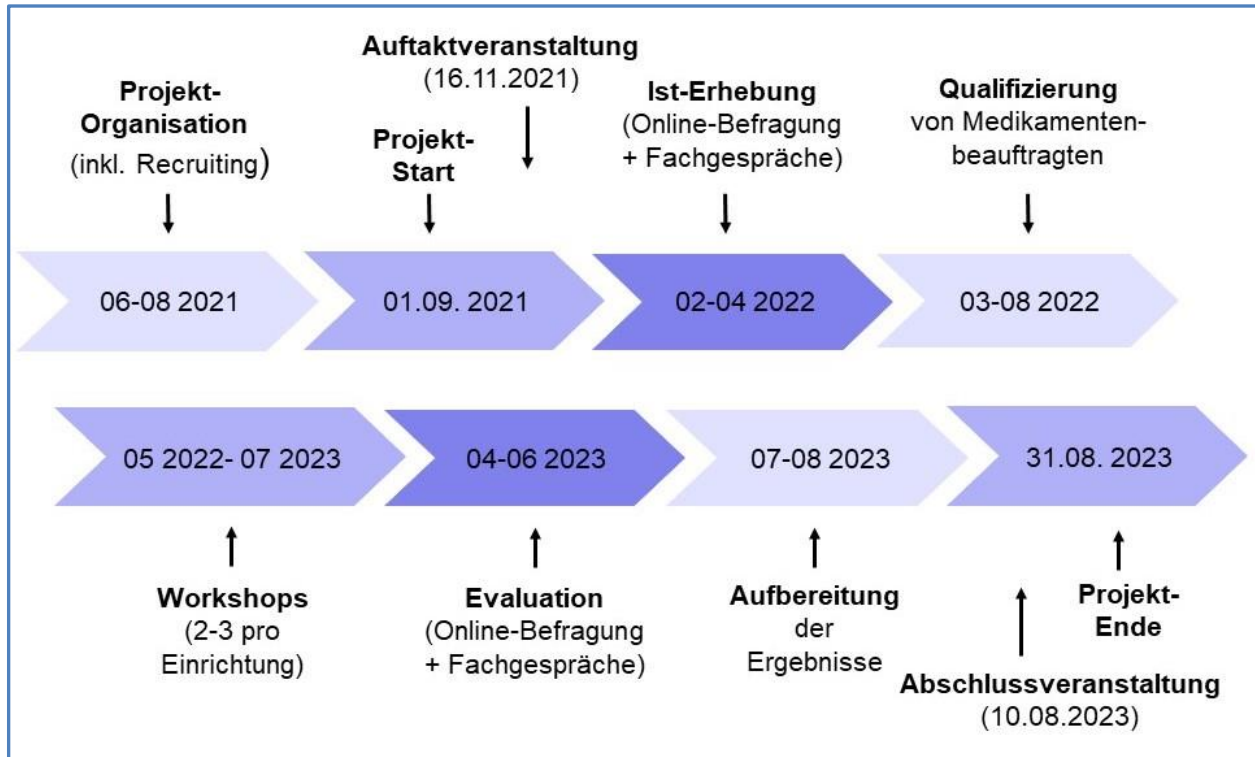 Projekt-
Organisation
(inkl. Recruiting)
Projekt-
Start
Auftaktveranstaltung
(16.11.2021)
Ist-Erhebung
(Online-Befragung
+ Fachgespräche)
Qualifizierung
von Medikamenten-
beauftragten
06-08 2021
01.09. 2021
02-04 2022
03-08 2022
05 2022- 07 2023
04-06 2023
07-08 2023
31.08. 2023
Workshops
(2-3 pro
Einrichtung)
Evaluation
(Online-Befragung
+ Fachgespräche)
Aufbereitung
der
Ergebnisse
Abschlussveranstaltung
(10.08.2023)
Projekt-
Ende